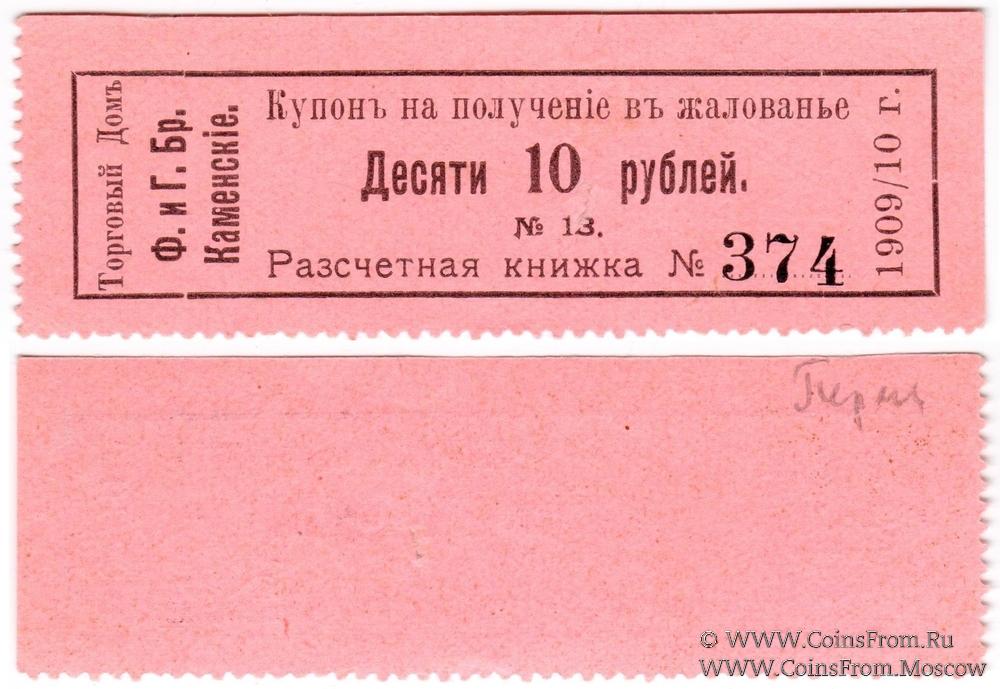 Торговый Домъ
Ф. и Г. Бр.
Каменскіе.
Купонъ на полученіе въ жалованье
Десяти 10 рублей.
№ 13.
Разсчетная книжка № 374
1909/10 г.
Пермь
© WWW.CoinsFrom.Ru
WWW.CoinsFrom.Moscow